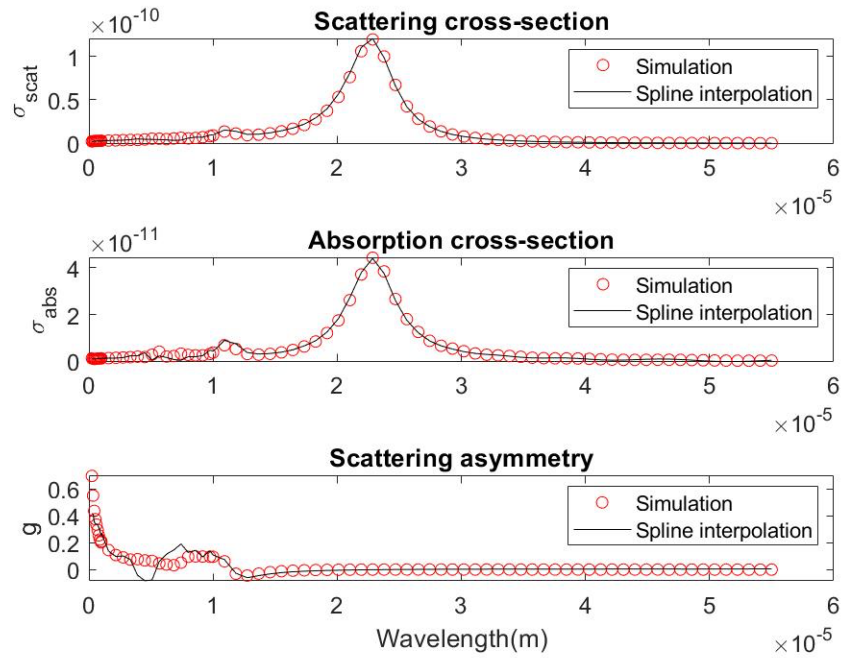 ×10⁻¹⁰
Scattering cross-section
σscat
1
0.5
0
Simulation
Spline interpolation
0 1 2 3 4 5 6
×10⁻⁵
×10⁻¹¹
Absorption cross-section
σabs
4
2
0
Simulation
Spline interpolation
0 1 2 3 4 5 6
×10⁻⁵
Scattering asymmetry
g
0.6
0.4
0.2
0
Simulation
Spline interpolation
0 1 2 3 4 5 6
Wavelength(m)
×10⁻⁵